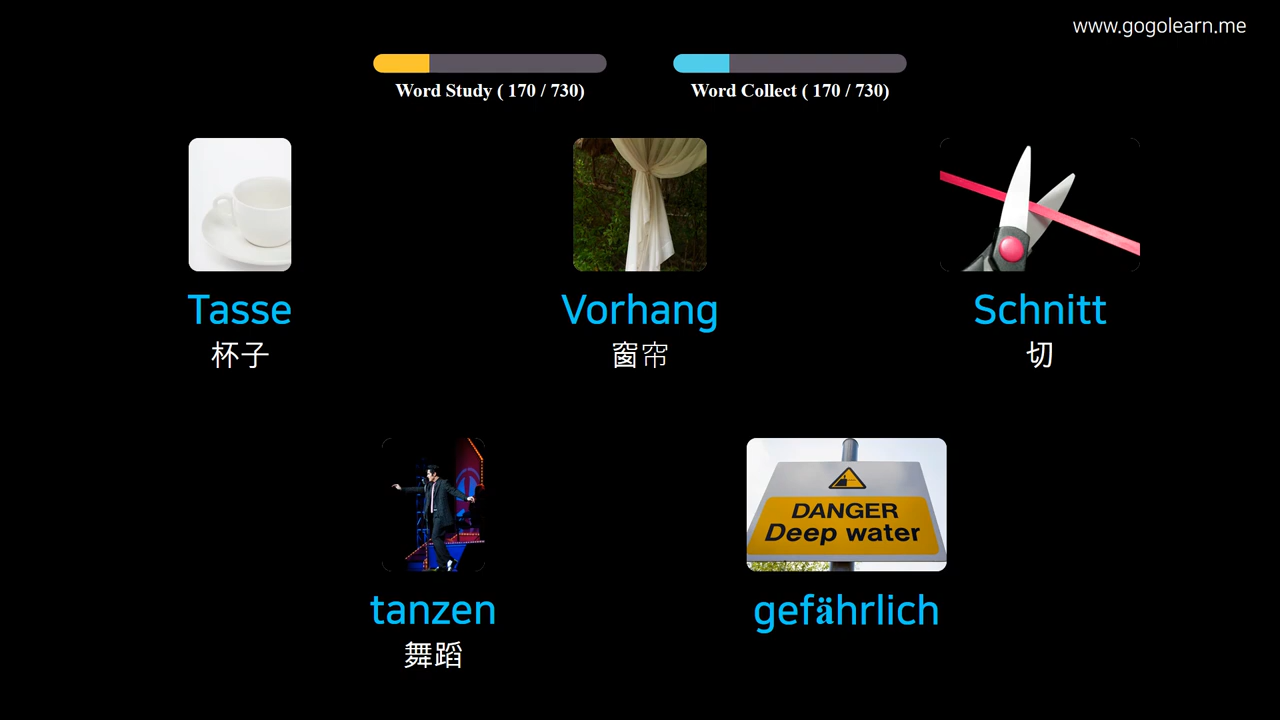 www.gogolearn.me
Word Study ( 170 / 730)
Word Collect ( 170 / 730)
Tasse
杯子
Vorhang
窗帘
Schnitt
切
DANGER
Deep water
tanzen
舞蹈
gefährlich